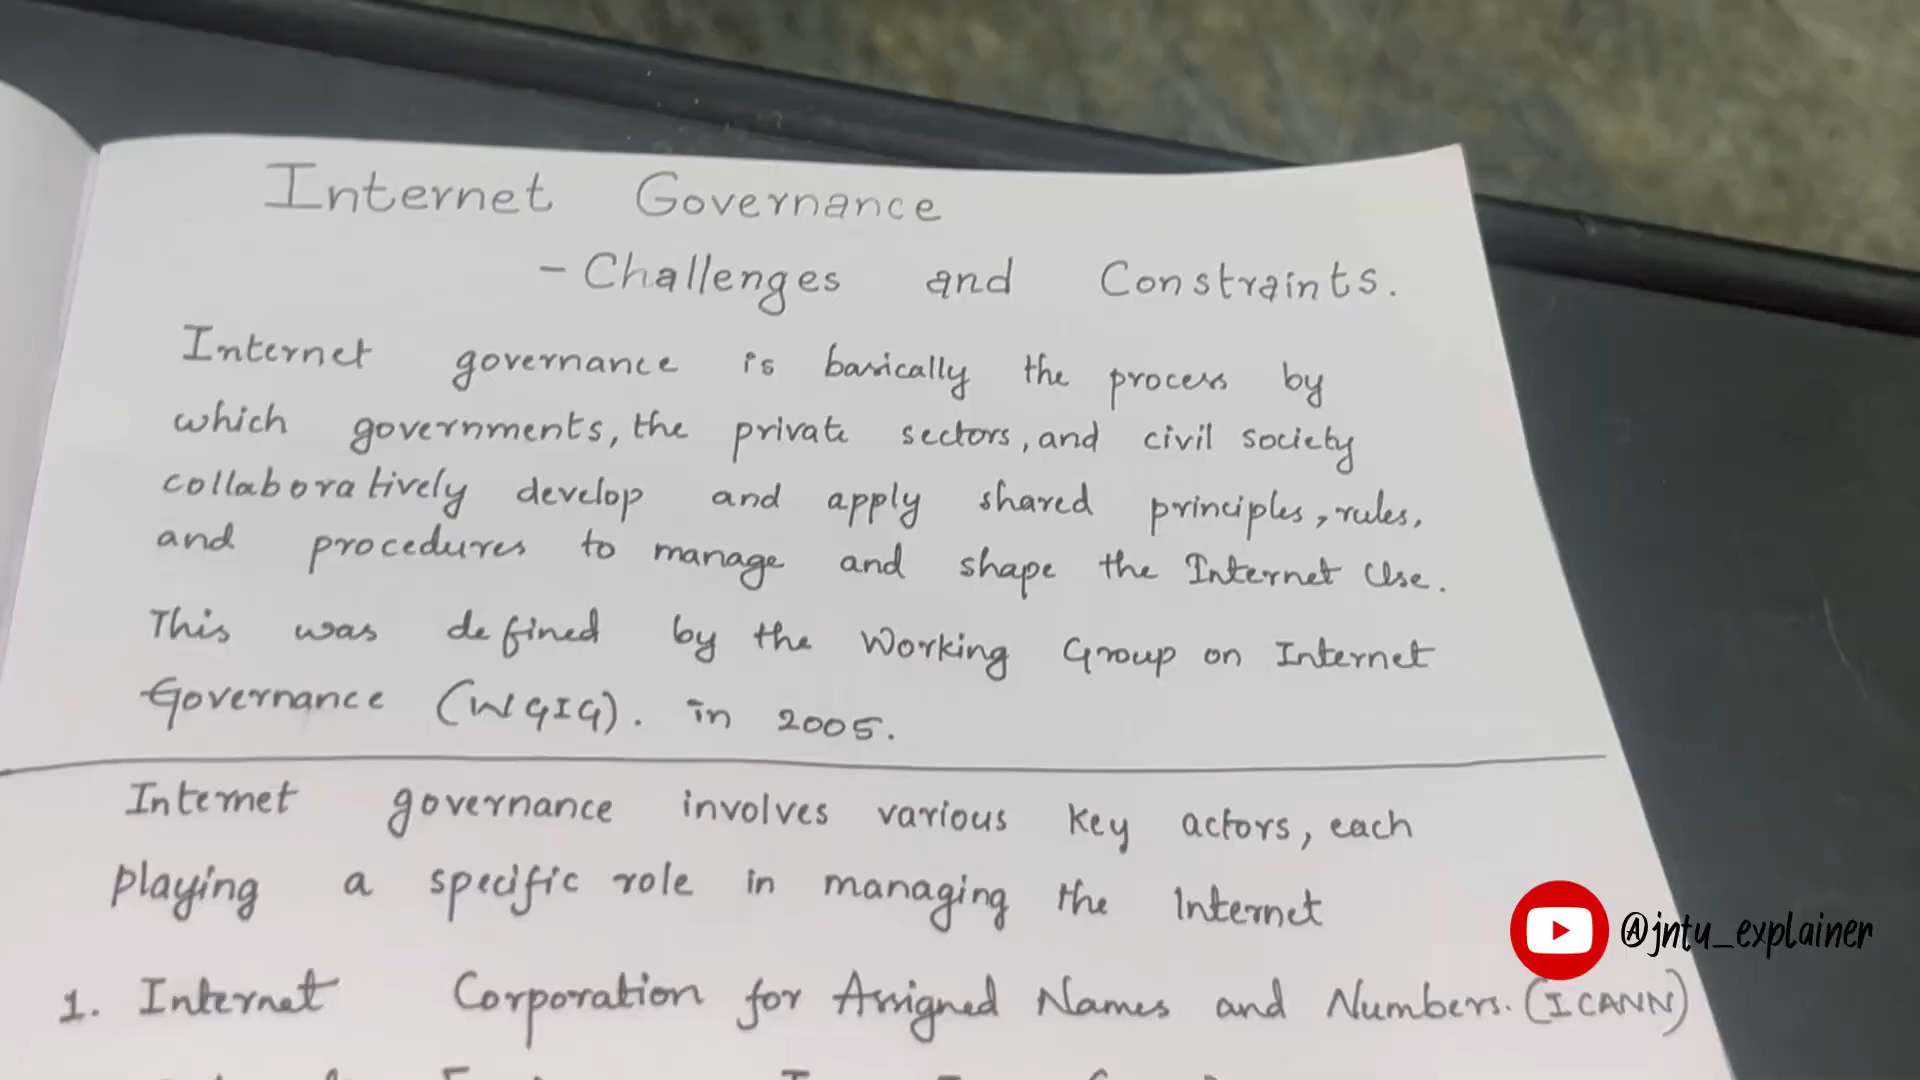 Internet Governance
- Challenges and Constraints.
Internet governance is basically the process by
which governments, the private sectors, and civil society
collaboratively develop and apply shared principles, rules,
and procedures to manage and shape the Internet Use.
This was defined by the Working Group on Internet
Governance (WGIG). in 2005.
Internet governance involves various key actors, each
playing a specific role in managing the Internet
@jntu_explainer
1. Internet Corporation for Assigned Names and Numbers. (ICANN)